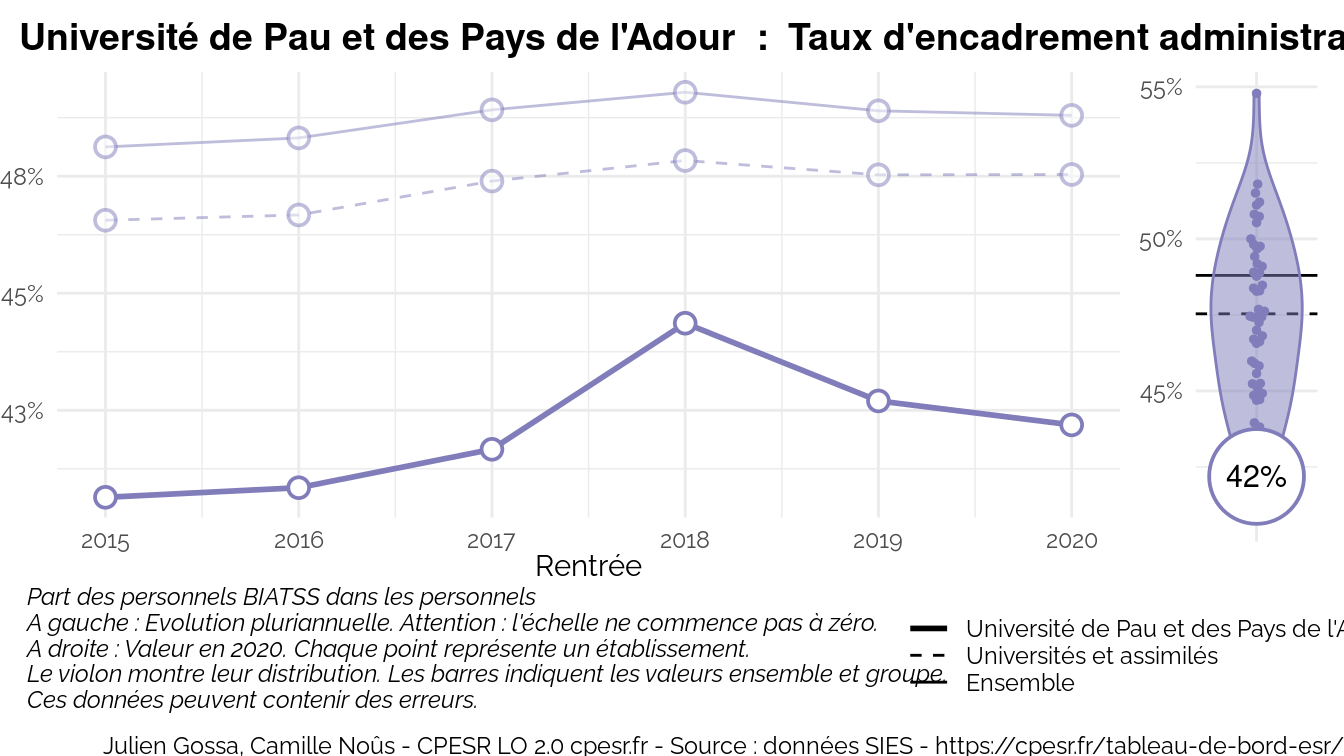 Université de Pau et des Pays de l'Adour : Taux d'encadrement administra
55%
50%
45%
42%
48%
45%
43%
2015 2016 2017 2018 2019 2020
Rentrée
Part des personnels BIATSS dans les personnels
A gauche : Evolution pluriannuelle. Attention : l'échelle ne commence pas à zéro.
A droite : Valeur en 2020. Chaque point représente un établissement.
Le violon montre leur distribution. Les barres indiquent les valeurs ensemble et groupe.
Ces données peuvent contenir des erreurs.
Université de Pau et des Pays de l'A
Universités et assimilés
Ensemble
Julien Gossa, Camille Noûs - CPESR LO 2.0 cpesr.fr - Source : données SIES - https://cpesr.fr/tableau-de-bord-esr/